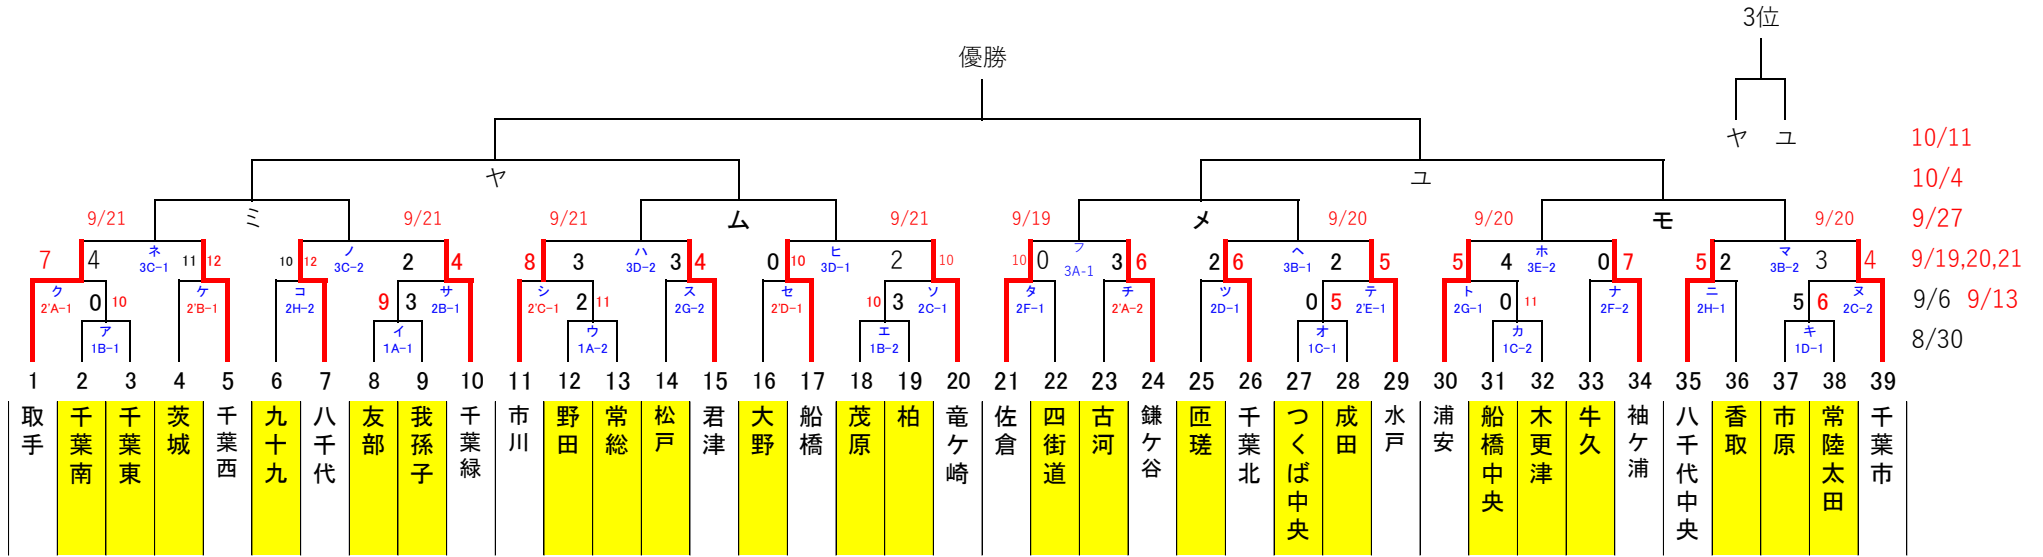 3位
優勝
ヤ ユ
10/11
ヤ ユ
10/4
9/21 ミ 9/21 9/21 ム 9/21 9/19 メ 9/20 9/20 モ 9/20
9/27
7 4 ネ 11 12 10 12 ノ 2 4 8 3 ハ 3 4 0 10 ヒ 2 10 10 0 フ 3 6 2 6 ヘ 2 5 5 4 ホ 0 7 5 2 マ 3 4
3C-1 3C-2 3D-2 3D-1 3A-1 3B-1 3E-2 3B-2
9/19,20,21
ク 0 10 ケ コ 9 3 サ シ 2 11 ス セ 10 3 ソ タ チ ツ 0 5 テ ト 0 11 ナ ニ 5 6 ヌ
2'A-1 2'B-1 2H-2 2B-1 2'C-1 2G-2 2'D-1 2C-1 2F-1 2'A-2 2D-1 2'E-1 2G-1 2F-2 2H-1 2C-2
9/6 9/13
ア イ ウ エ オ カ キ
1B-1 1A-1 1A-2 1B-2 1C-1 1C-2 1D-1
8/30
1 2 3 4 5 6 7 8 9 10 11 12 13 14 15 16 17 18 19 20 21 22 23 24 25 26 27 28 29 30 31 32 33 34 35 36 37 38 39
取手
千葉南
千葉東
茨城
千葉西
九十九
八千代
友部
我孫子
千葉緑
市川
野田
常総
松戸
君津
大野
船橋
茂原
柏
竜ケ崎
佐倉
四街道
古河
鎌ケ谷
匝瑳
千葉北
つくば中央
成田
水戸
浦安
船橋中央
木更津
牛久
袖ケ浦
八千代中央
香取
市原
常陸太田
千葉市